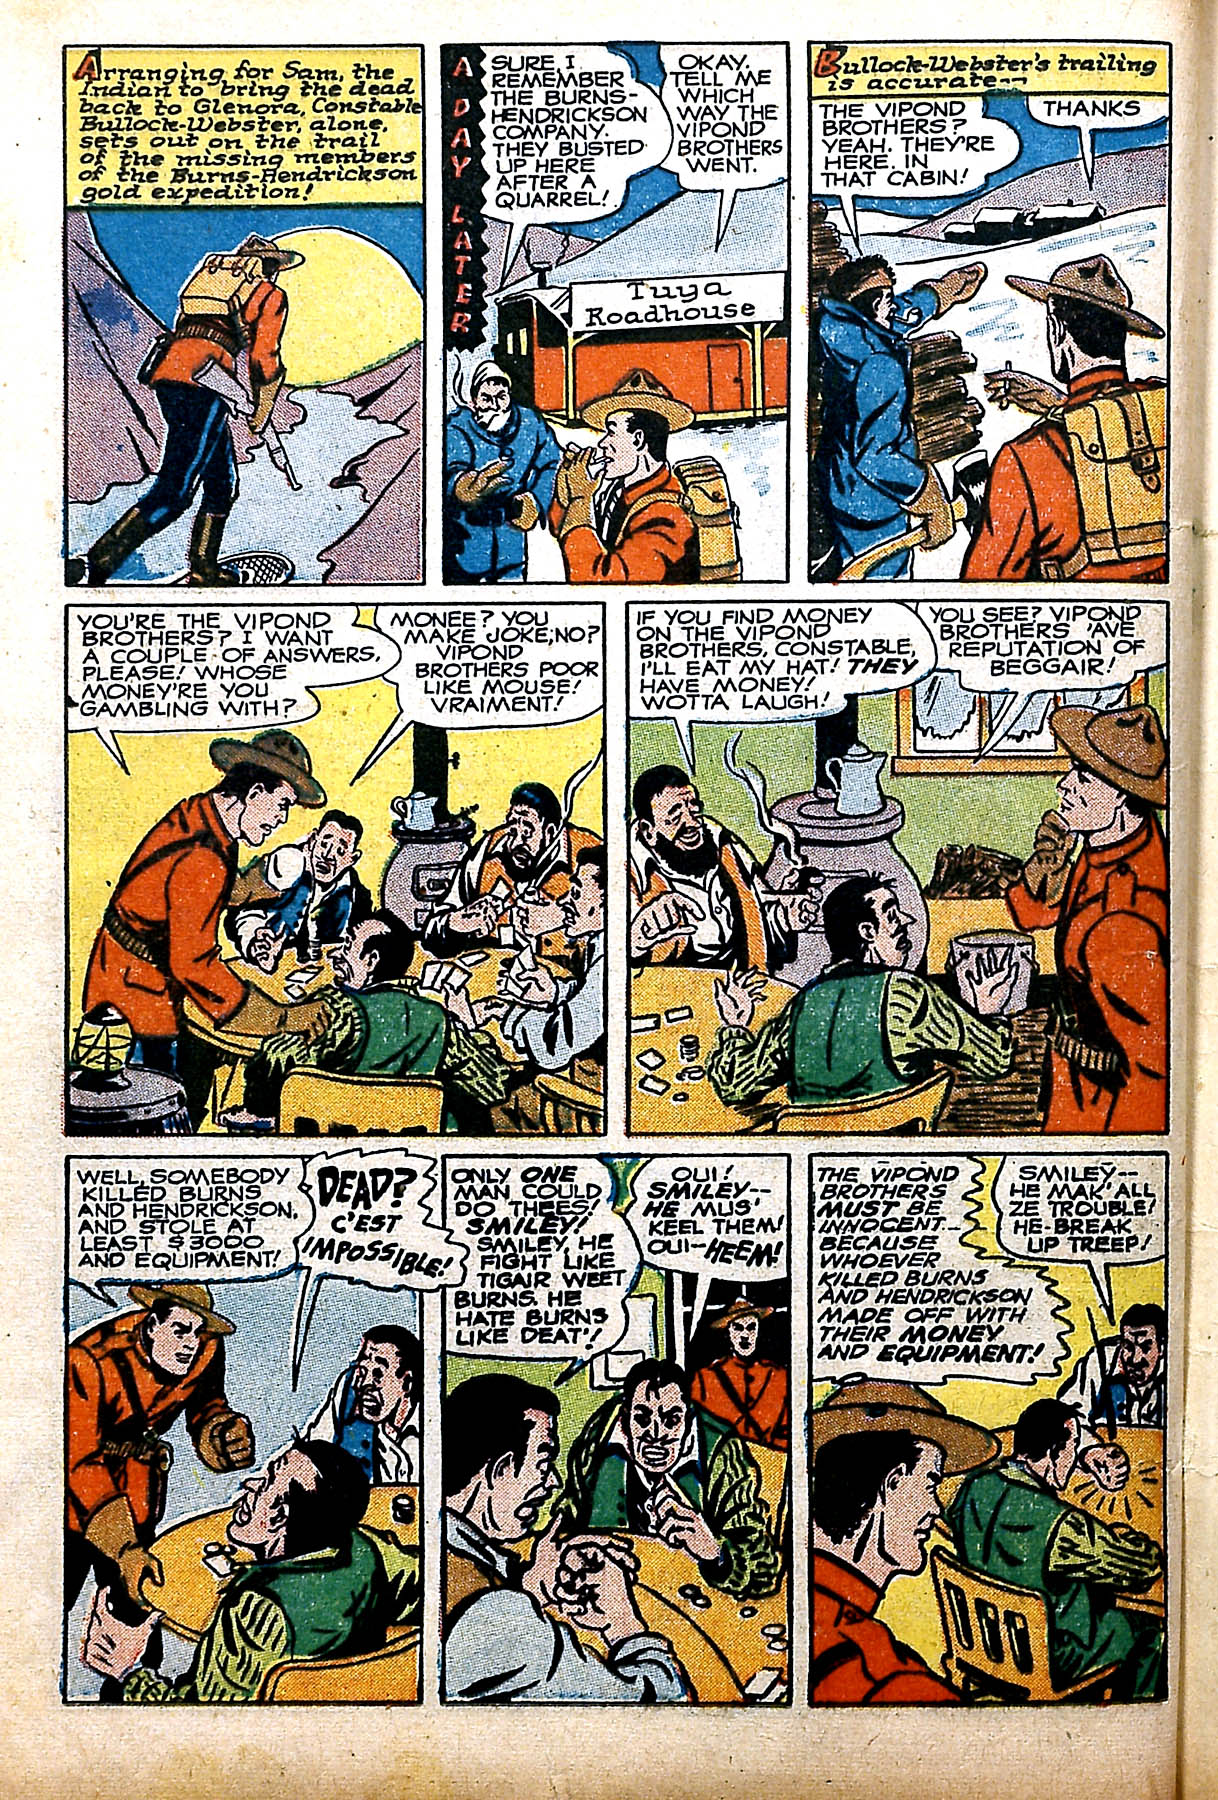 Arranging for Sam, the
Indian to bring the dead
back to Glenora, Constable
Bullock-Webster, alone,
sets out on the trail
of the missing members
of the Burns-Hendrickson
gold expedition!
A DAY LATER
SURE, I
REMEMBER
THE BURNS-
HENDRICKSON
COMPANY.
THEY BUSTED
UP HERE
AFTER A
QUARREL!
OKAY.
TELL ME
WHICH
WAY THE
VIPOND
BROTHERS
WENT.
Tuya
Roadhouse
Bullock-Webster's trailing
is accurate--
THE VIPOND
BROTHERS?
YEAH. THEY'RE
HERE. IN
THAT CABIN!
THANKS
YOU'RE THE VIPOND
BROTHERS? I WANT
A COUPLE OF ANSWERS,
PLEASE! WHOSE
MONEY'RE YOU
GAMBLING WITH?
MONEE? YOU
MAKE JOKE, NO?
VIPOND
BROTHERS POOR
LIKE MOUSE!
VRAIMENT!
IF YOU FIND MONEY
ON THE VIPOND
BROTHERS, CONSTABLE,
I'LL EAT MY HAT! THEY
HAVE MONEY!
WOTTA LAUGH!
YOU SEE? VIPOND
BROTHERS 'AVE
REPUTATION OF
BEGGAIR!
WELL, SOMEBODY
KILLED BURNS
AND HENDRICKSON.
AND STOLE AT
LEAST $3000
AND EQUIPMENT!
DEAD?
C'EST
IMPOSSIBLE!
ONLY ONE
MAN COULD
DO THEES!
SMILEY!
SMILEY, HE
FIGHT LIKE
TIGAIR WEET
BURNS. HE
HATE BURNS
LIKE DEAT'!
OUI!
SMILEY--
HE MUS'
KEEL THEM!
OUI--HEEM!
THE VIPOND
BROTHERS
MUST BE
INNOCENT--
BECAUSE
WHOEVER
KILLED BURNS
AND HENDRICKSON
MADE OFF WITH
THEIR MONEY
AND EQUIPMENT!
SMILEY--
HE MAK' ALL
ZE TROUBLE!
HE-BREAK
UP TREEP!